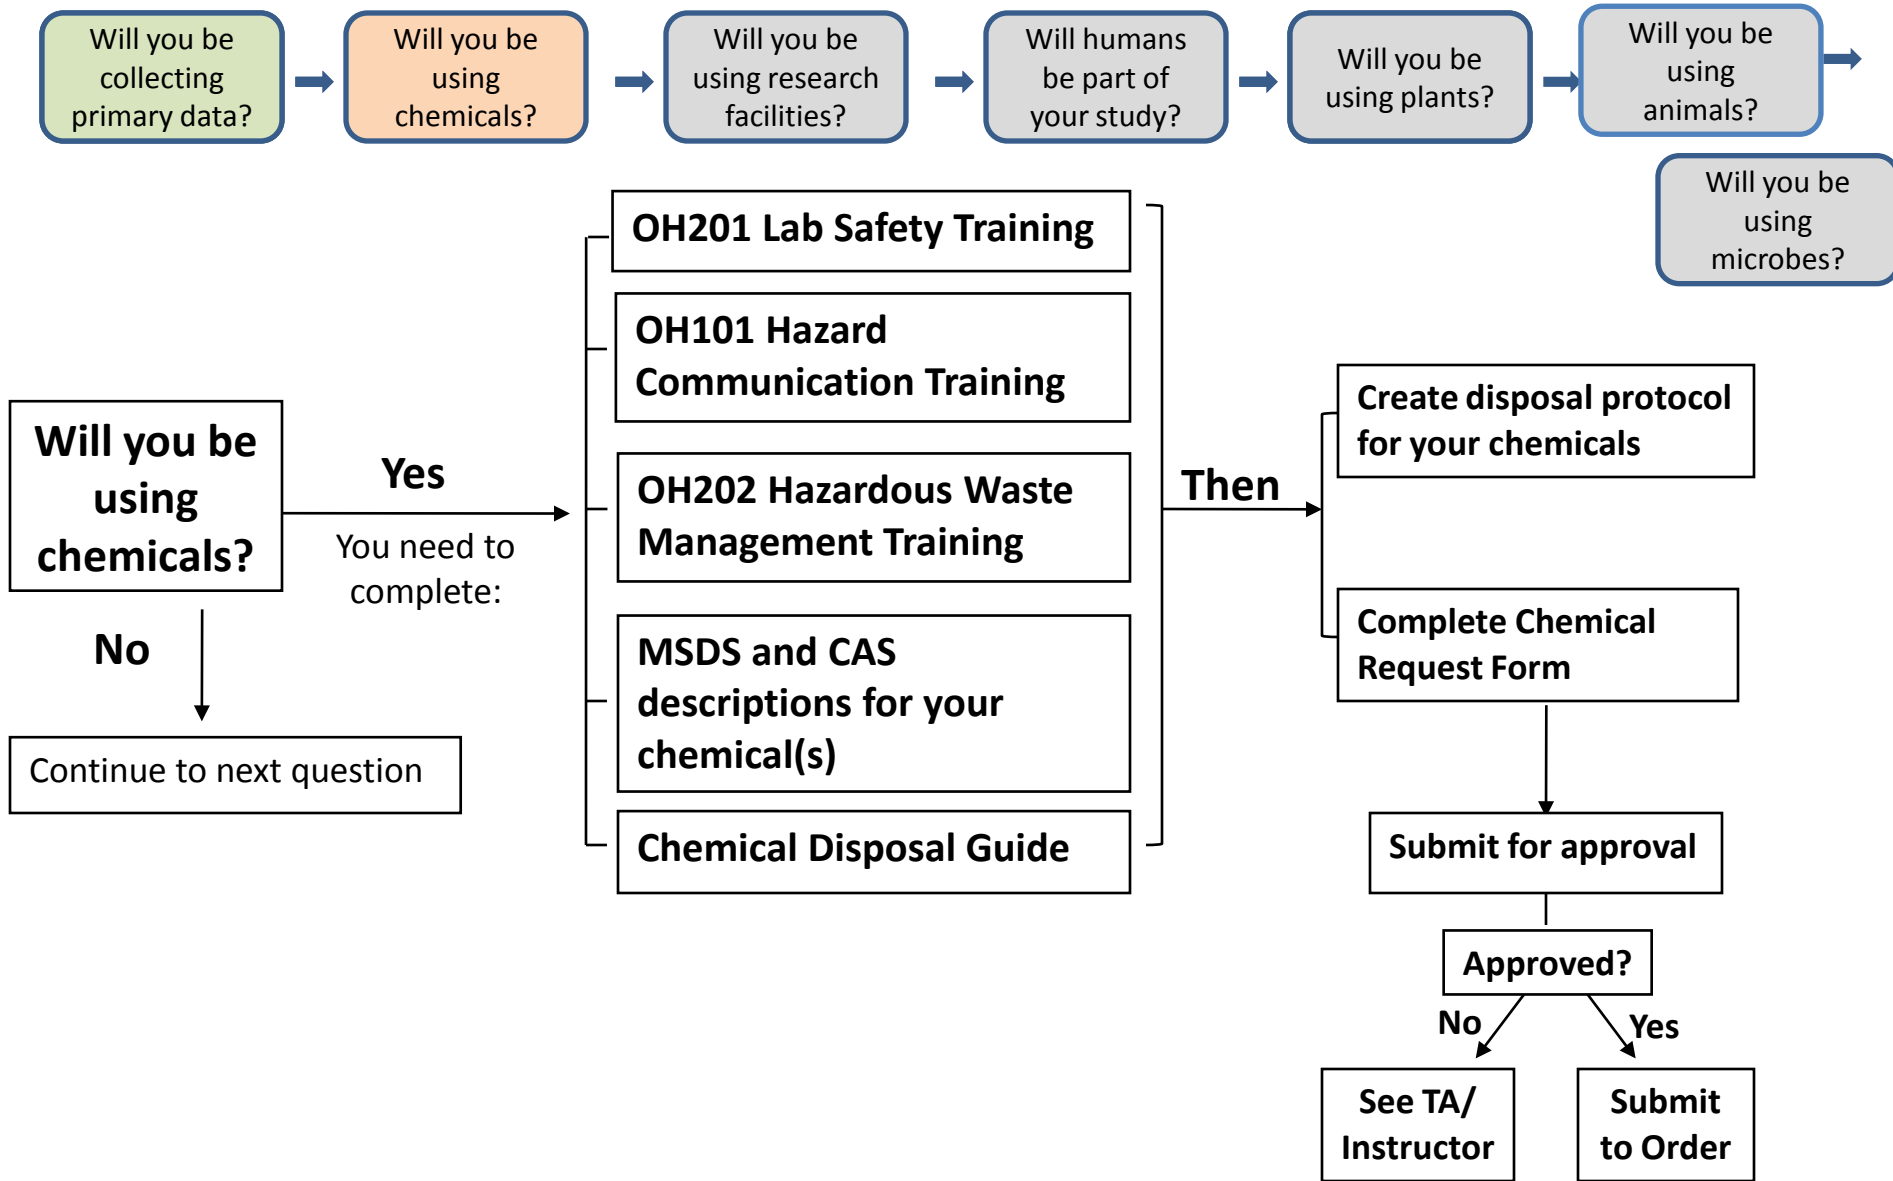 Will you be
collecting
primary data?
Will you be
using
chemicals?
Will you be
using research
facilities?
Will humans
be part of
your study?
Will you be
using plants?
Will you be
using
animals?
Will you be
using
microbes?
Will you be
using
chemicals?
Yes
You need to
complete:
No
Continue to next question
OH201 Lab Safety Training
OH101 Hazard
Communication Training
OH202 Hazardous Waste
Management Training
MSDS and CAS
descriptions for your
chemical(s)
Chemical Disposal Guide
Then
Create disposal protocol
for your chemicals
Complete Chemical
Request Form
Submit for approval
Approved?
No
Yes
See TA/
Instructor
Submit
to Order